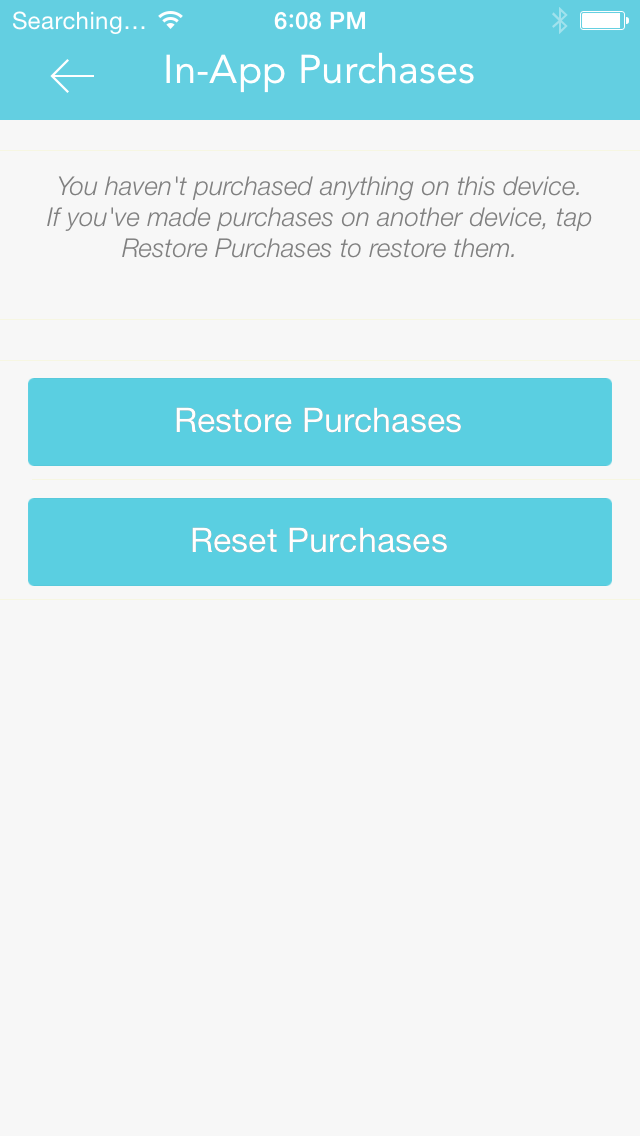 Searching... 6:08 PM
In-App Purchases
You haven't purchased anything on this device.
If you've made purchases on another device, tap
Restore Purchases to restore them.
Restore Purchases
Reset Purchases